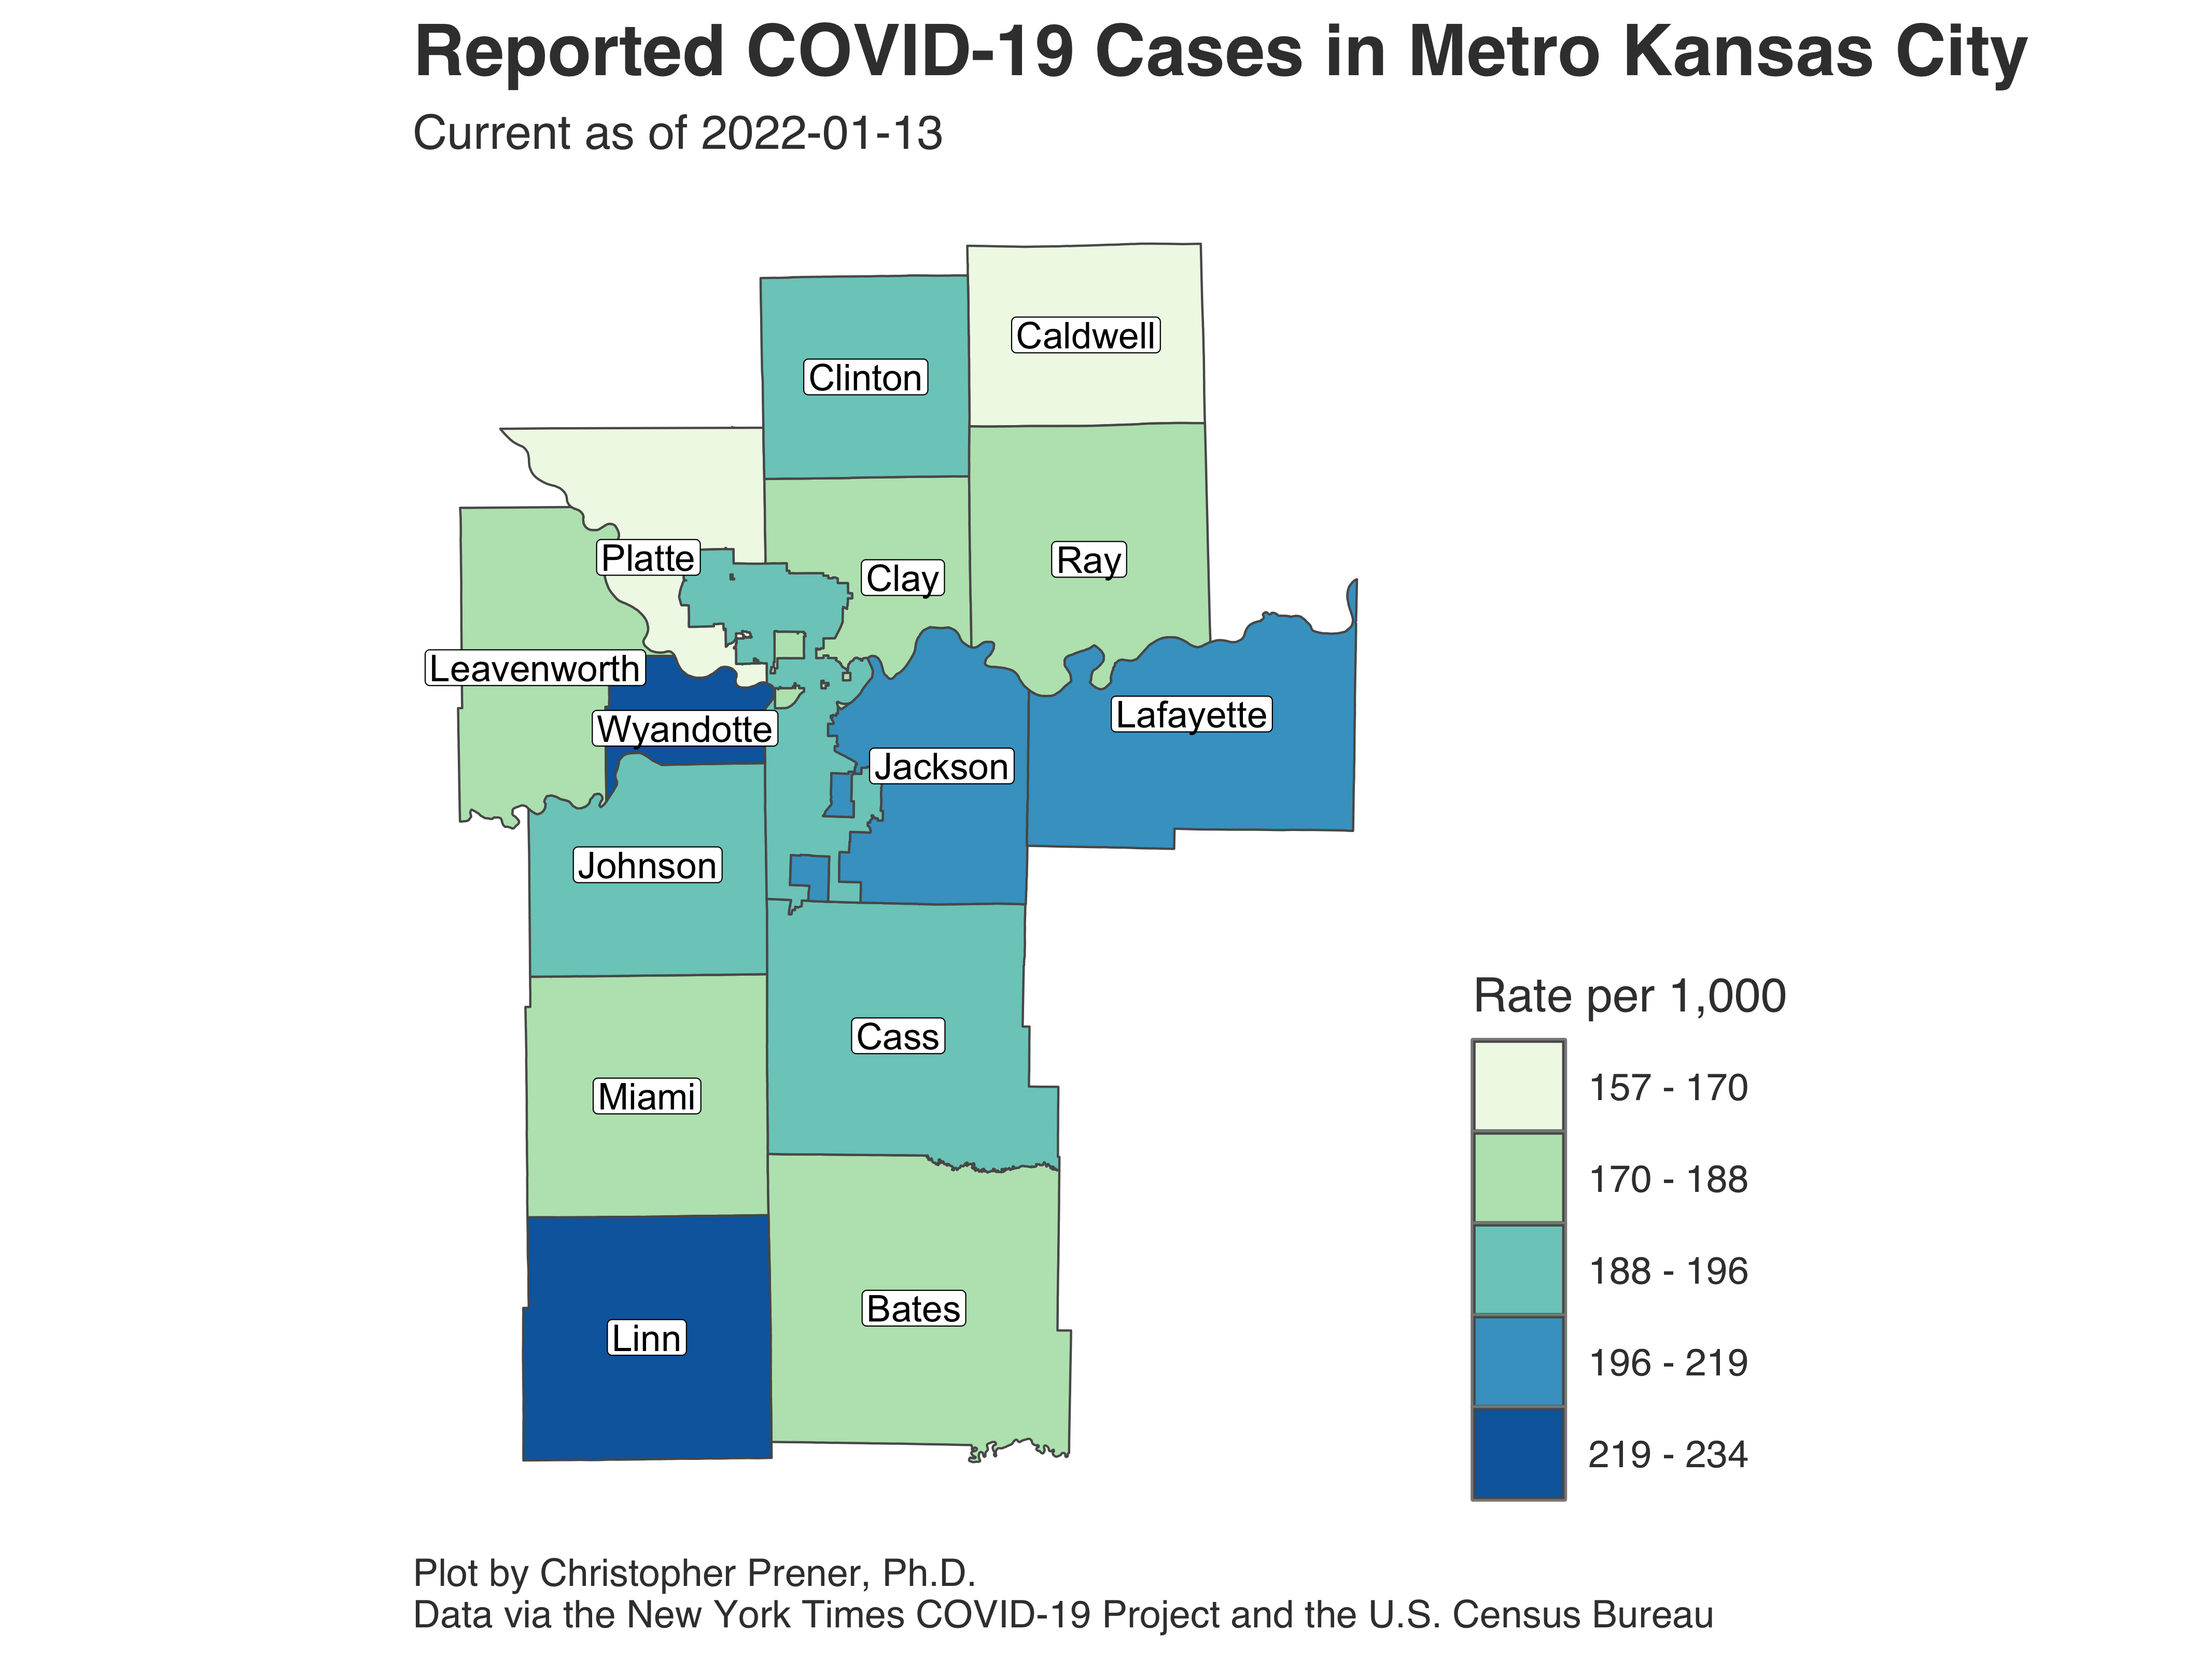 Reported COVID-19 Cases in Metro Kansas City
Current as of 2022-01-13
Caldwell
Clinton
Platte
Clay
Ray
Leavenworth
Wyandotte
Lafayette
Jackson
Johnson
Cass
Miami
Bates
Linn
Rate per 1,000
157 - 170
170 - 188
188 - 196
196 - 219
219 - 234
Plot by Christopher Prener, Ph.D.
Data via the New York Times COVID-19 Project and the U.S. Census Bureau